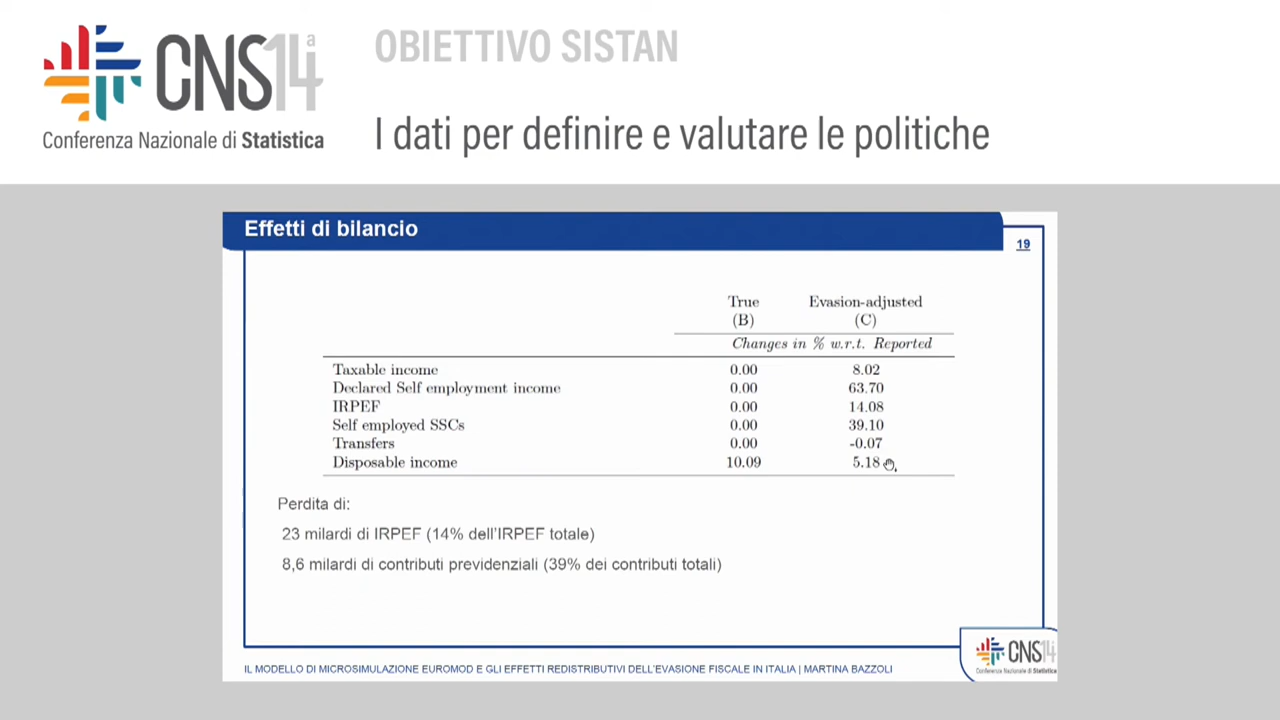 CNS14a
Conferenza Nazionale di Statistica
OBIETTIVO SISTAN
I dati per definire e valutare le politiche
Effetti di bilancio
19
True Evasion-adjusted
(B) (C)
Changes in % w.r.t. Reported
Taxable income 0.00 8.02
Declared Self employment income 0.00 63.70
IRPEF 0.00 14.08
Self employed SSCs 0.00 39.10
Transfers 0.00 -0.07
Disposable income 10.09 5.18
Perdita di:
23 milardi di IRPEF (14% dell'IRPEF totale)
8,6 milardi di contributi previdenziali (39% dei contributi totali)
CNS14
Conferenza Nazionale di Statistica
IL MODELLO DI MICROSIMULAZIONE EUROMOD E GLI EFFETTI REDISTRIBUTIVI DELL'EVASIONE FISCALE IN ITALIA | MARTINA BAZZOLI